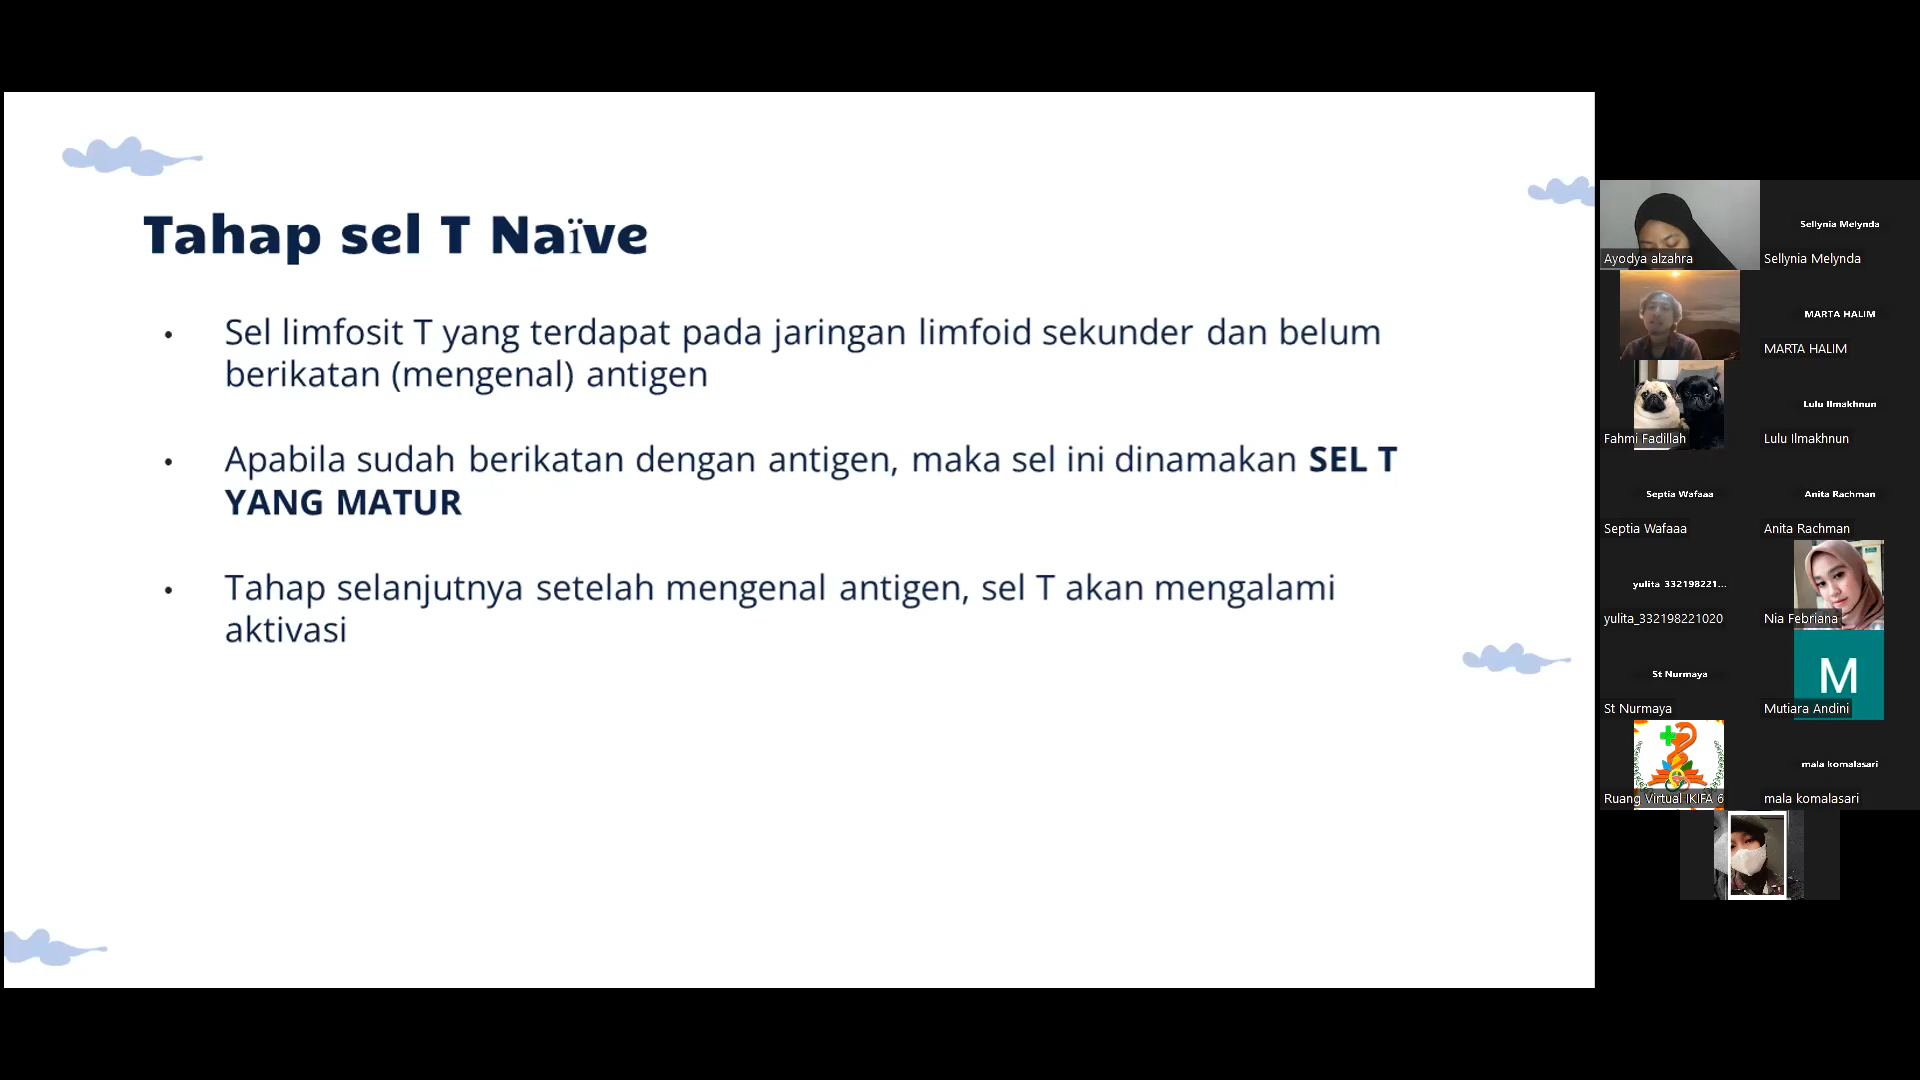 Tahap sel T Naïve
• Sel limfosit T yang terdapat pada jaringan limfoid sekunder dan belum
berikatan (mengenal) antigen
• Apabila sudah berikatan dengan antigen, maka sel ini dinamakan SEL T
YANG MATUR
• Tahap selanjutnya setelah mengenal antigen, sel T akan mengalami
aktivasi
Ayodya alzahra
Sellynia Melynda
Sellynia Melynda
MARTA HALIM
MARTA HALIM
Fahmi Fadillah
Lulu Ilmakhnun
Lulu Ilmakhnun
Septia Wafaaa
Septia Wafaaa
Anita Rachman
Anita Rachman
yulita_332198221...
yulita_332198221020
Nia Febriana
St Nurmaya
St Nurmaya
M
Mutiara Andini
Ruang Virtual IKIFA 6
mala komalasari
mala komalasari